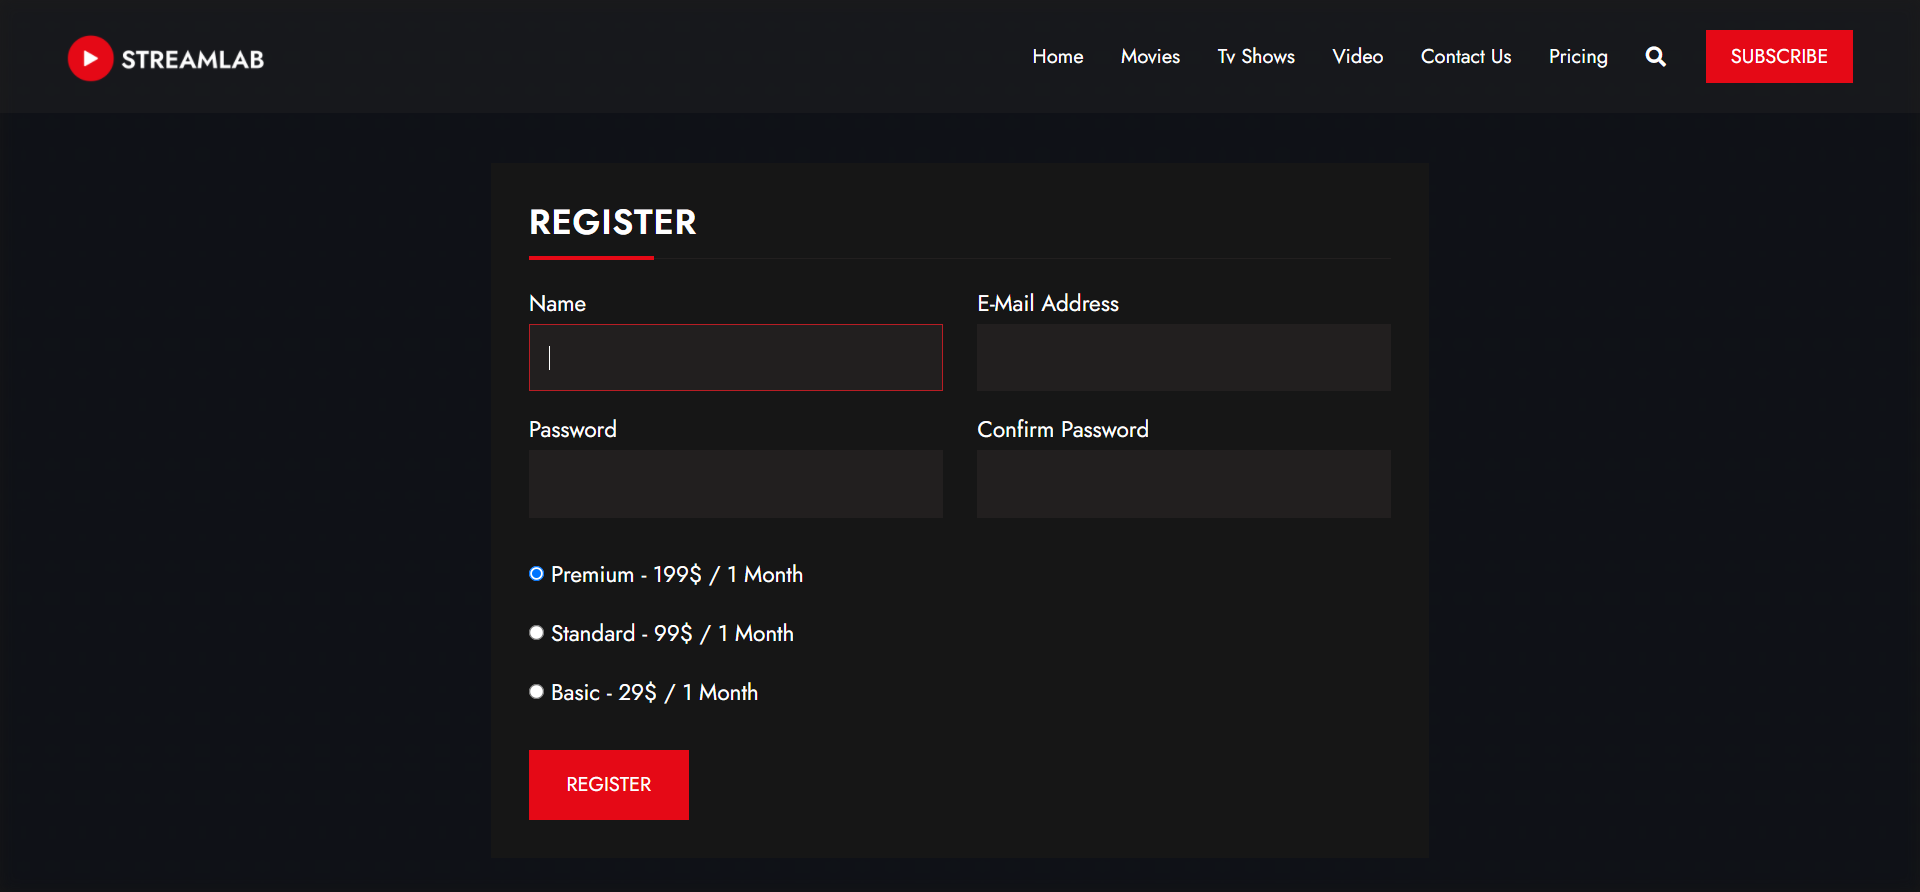 STREAMLAB
Home Movies Tv Shows Video Contact Us Pricing SUBSCRIBE
REGISTER
Name E-Mail Address
Password Confirm Password
Premium - 199$ / 1 Month
Standard - 99$ / 1 Month
Basic - 29$ / 1 Month
REGISTER